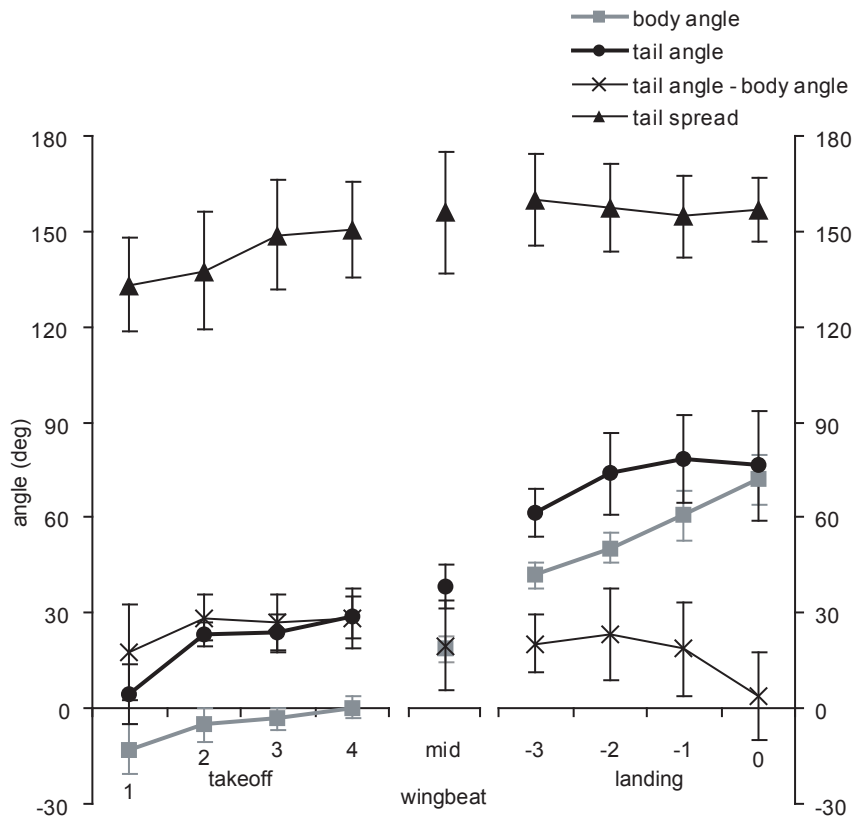 body angle
tail angle
tail angle - body angle
tail spread
180
150
120
90
60
30
0
-30
angle (deg)
180
150
120
90
60
30
0
-30
1
2
3
4
mid
-3
-2
-1
0
takeoff
landing
wingbeat